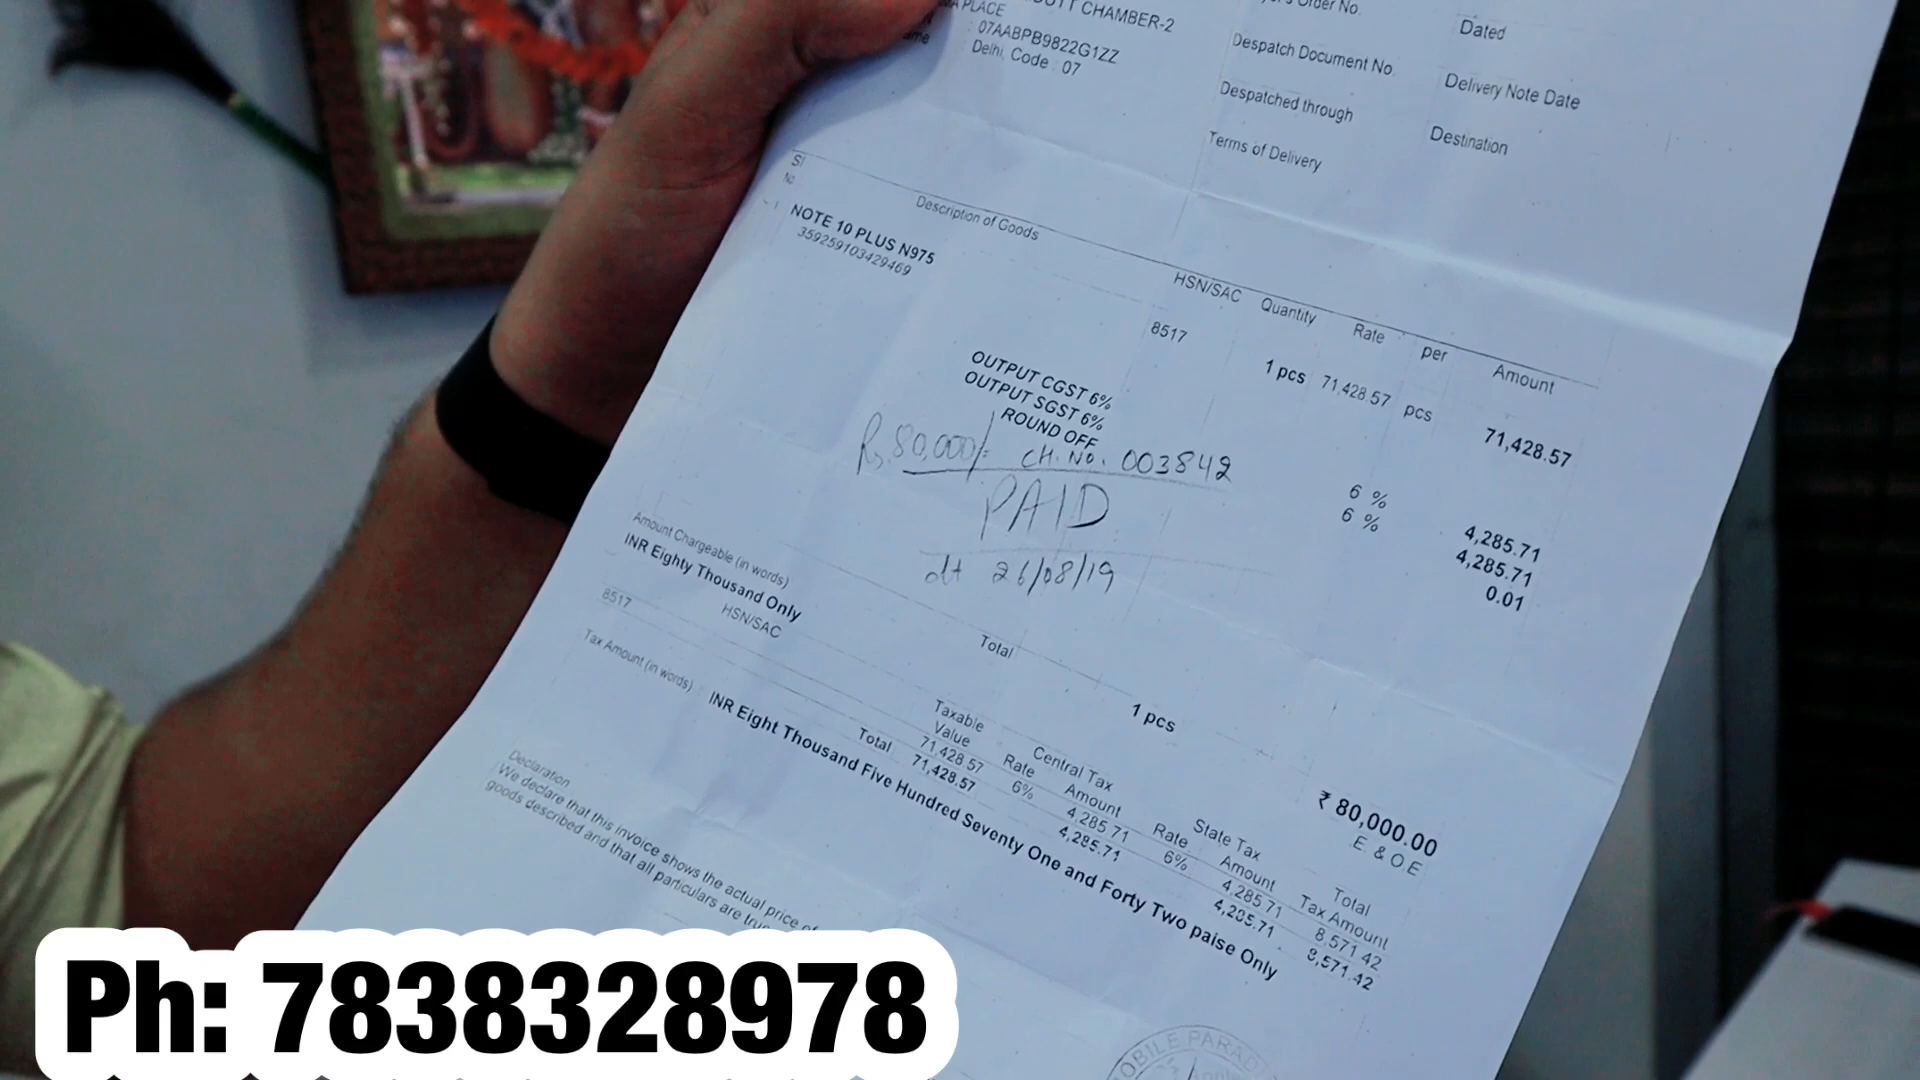 CHAMBER-2
PLACE
: 07AABPB9822G1ZZ
Delhi, Code : 07
Order No.
Dated
Despatch Document No.
Delivery Note Date
Despatched through
Destination
Terms of Delivery
Sl
No
Description of Goods
HSN/SAC
Quantity
Rate
per
Amount
1
NOTE 10 PLUS N975
359259103429469
8517
1 pcs
71,428.57
pcs
71,428.57
OUTPUT CGST 6%
6 %
4,285.71
OUTPUT SGST 6%
6 %
4,285.71
ROUND OFF
0.01
Rs. 80,000/= CH. NO. 003842
PAID
dt 26/08/19
Total
1 pcs
₹ 80,000.00
Amount Chargeable (in words)
E. & O.E
INR Eighty Thousand Only
HSN/SAC
Taxable
Value
Central Tax
Rate
Amount
State Tax
Rate
Amount
Total
Tax Amount
8517
71,428.57
6%
4,285.71
6%
4,285.71
8,571.42
Total
71,428.57
4,285.71
4,285.71
8,571.42
Tax Amount (in words) : INR Eight Thousand Five Hundred Seventy One and Forty Two paise Only
Declaration
We declare that this invoice shows the actual price of
goods described and that all particulars are true
Ph: 7838328978